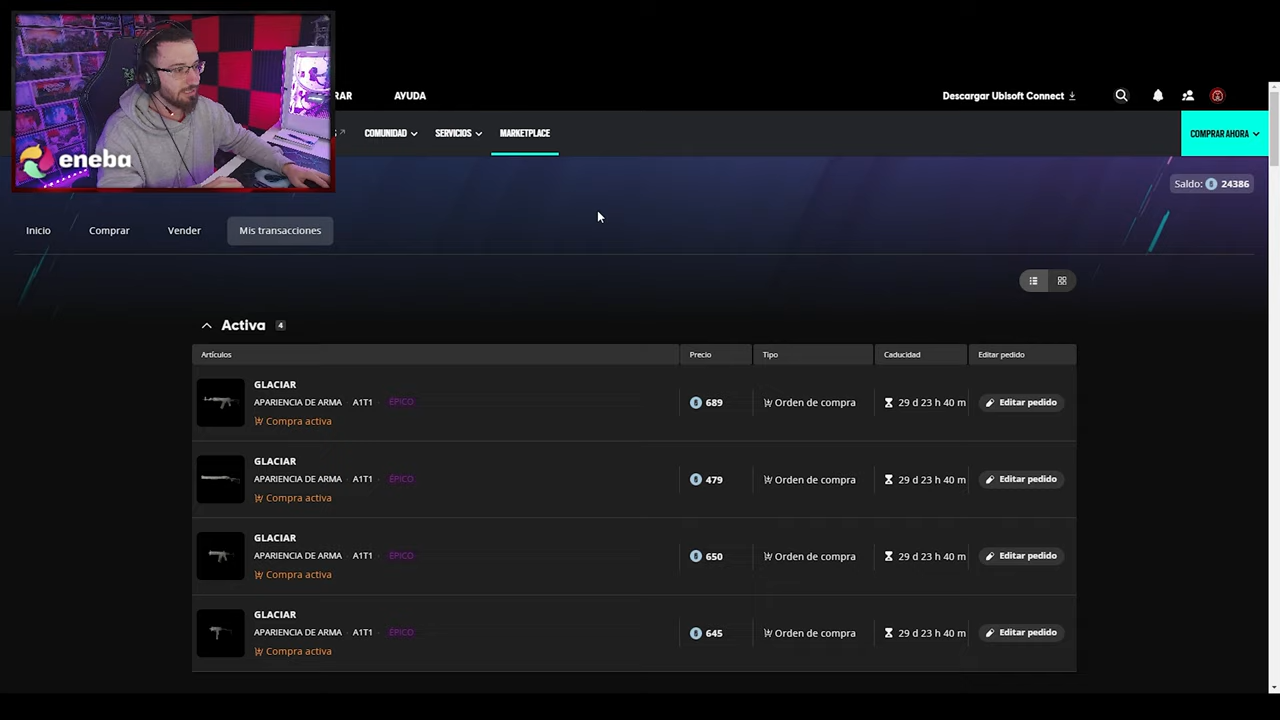 eneba
RAR
AYUDA
Descargar Ubisoft Connect
COMUNIDAD
SERVICIOS
MARKETPLACE
COMPRAR AHORA
Saldo: 24386
Inicio
Comprar
Vender
Mis transacciones
Activa 4
Artículos
Precio
Tipo
Caducidad
Editar pedido
GLACIAR
APARIENCIA DE ARMA · A1T1 · ÉPICO
Compra activa
689
Orden de compra
29 d 23 h 40 m
Editar pedido
GLACIAR
APARIENCIA DE ARMA · A1T1 · ÉPICO
Compra activa
479
Orden de compra
29 d 23 h 40 m
Editar pedido
GLACIAR
APARIENCIA DE ARMA · A1T1 · ÉPICO
Compra activa
650
Orden de compra
29 d 23 h 40 m
Editar pedido
GLACIAR
APARIENCIA DE ARMA · A1T1 · ÉPICO
Compra activa
645
Orden de compra
29 d 23 h 40 m
Editar pedido